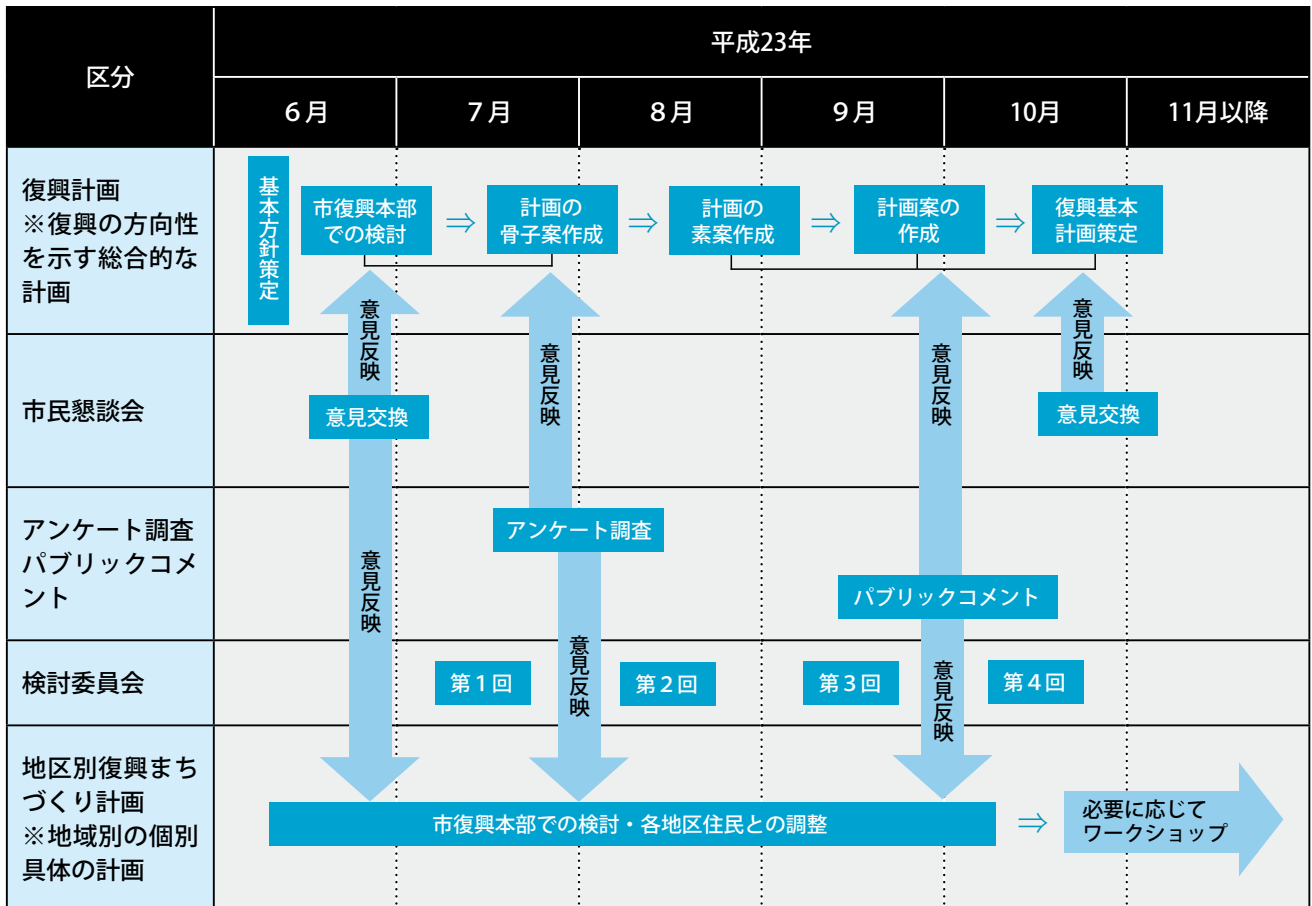 区分
平成23年
6月
7月
8月
9月
10月
11月以降
復興計画
※復興の方向性
を示す総合的な
計画
基本方針策定
市復興本部
での検討
⇒
計画の
骨子案作成
⇒
計画の
素案作成
⇒
計画案の
作成
⇒
復興基本
計画策定
意見反映
意見反映
意見反映
意見反映
市民懇談会
意見交換
意見交換
アンケート調査
パブリックコメ
ント
アンケート調査
パブリックコメント
意見反映
意見反映
意見反映
検討委員会
第1回
第2回
第3回
第4回
地区別復興まち
づくり計画
※地域別の個別
具体の計画
市復興本部での検討・各地区住民との調整
⇒
必要に応じて
ワークショップ